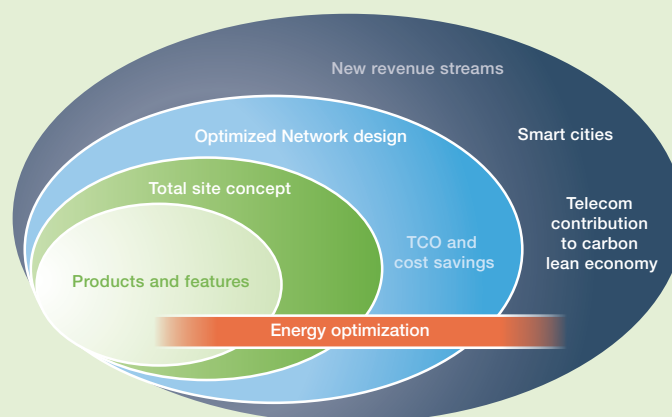 New revenue streams
Optimized Network design
Smart cities
Total site concept
Telecom
contribution
to carbon
lean economy
TCO and
cost savings
Products and features
Energy optimization